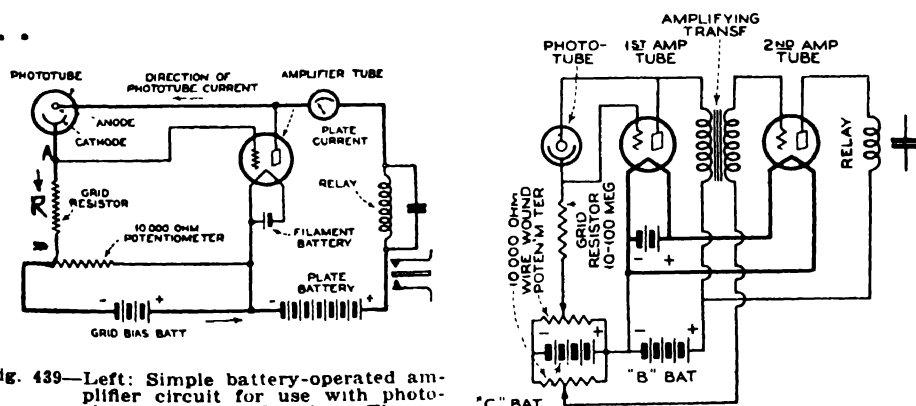 PHOTOTUBE
DIRECTION OF
PHOTOTUBE CURRENT
AMPLIFIER TUBE
ANODE
CATHODE
PLATE
CURRENT
A
R
GRID
RESISTOR
RELAY
10 000 OHM
POTENTIOMETER
FILAMENT
BATTERY
PLATE
BATTERY
- +
- +
GRID BIAS BATT
AMPLIFYING
TRANSF
PHOTO-
TUBE
1ST AMP
TUBE
2ND AMP
TUBE
RELAY
10 000 OHM
WIRE WOUND
POTEN'M'TER
GRID
RESISTOR
10-100 MEG
- +
- +
- +
"B" BAT
"C" BAT
ig. 439—Left: Simple battery-operated am-
plifier circuit for use with photo-